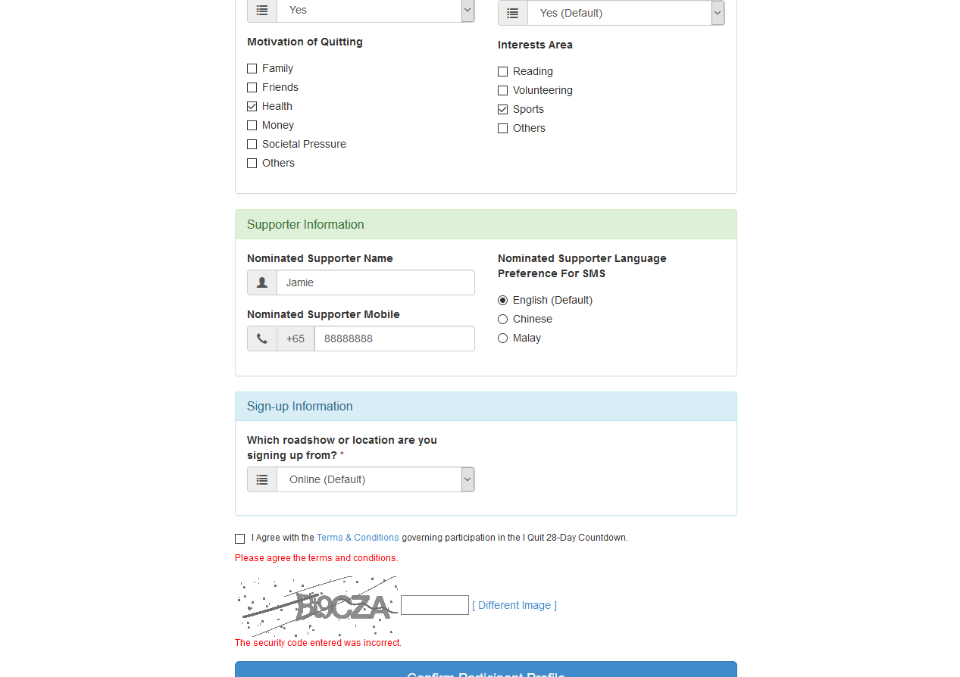 Yes
Yes (Default)
Motivation of Quitting
Family
Friends
Health
Money
Societal Pressure
Others
Interests Area
Reading
Volunteering
Sports
Others
Supporter Information
Nominated Supporter Name
Jamie
Nominated Supporter Mobile
+65 88888888
Nominated Supporter Language
Preference For SMS
English (Default)
Chinese
Malay
Sign-up Information
Which roadshow or location are you
signing up from? *
Online (Default)
I Agree with the Terms & Conditions governing participation in the I Quit 28-Day Countdown.
Please agree the terms and conditions.
[ Different Image ]
The security code entered was incorrect.
Confirm Participant Profile